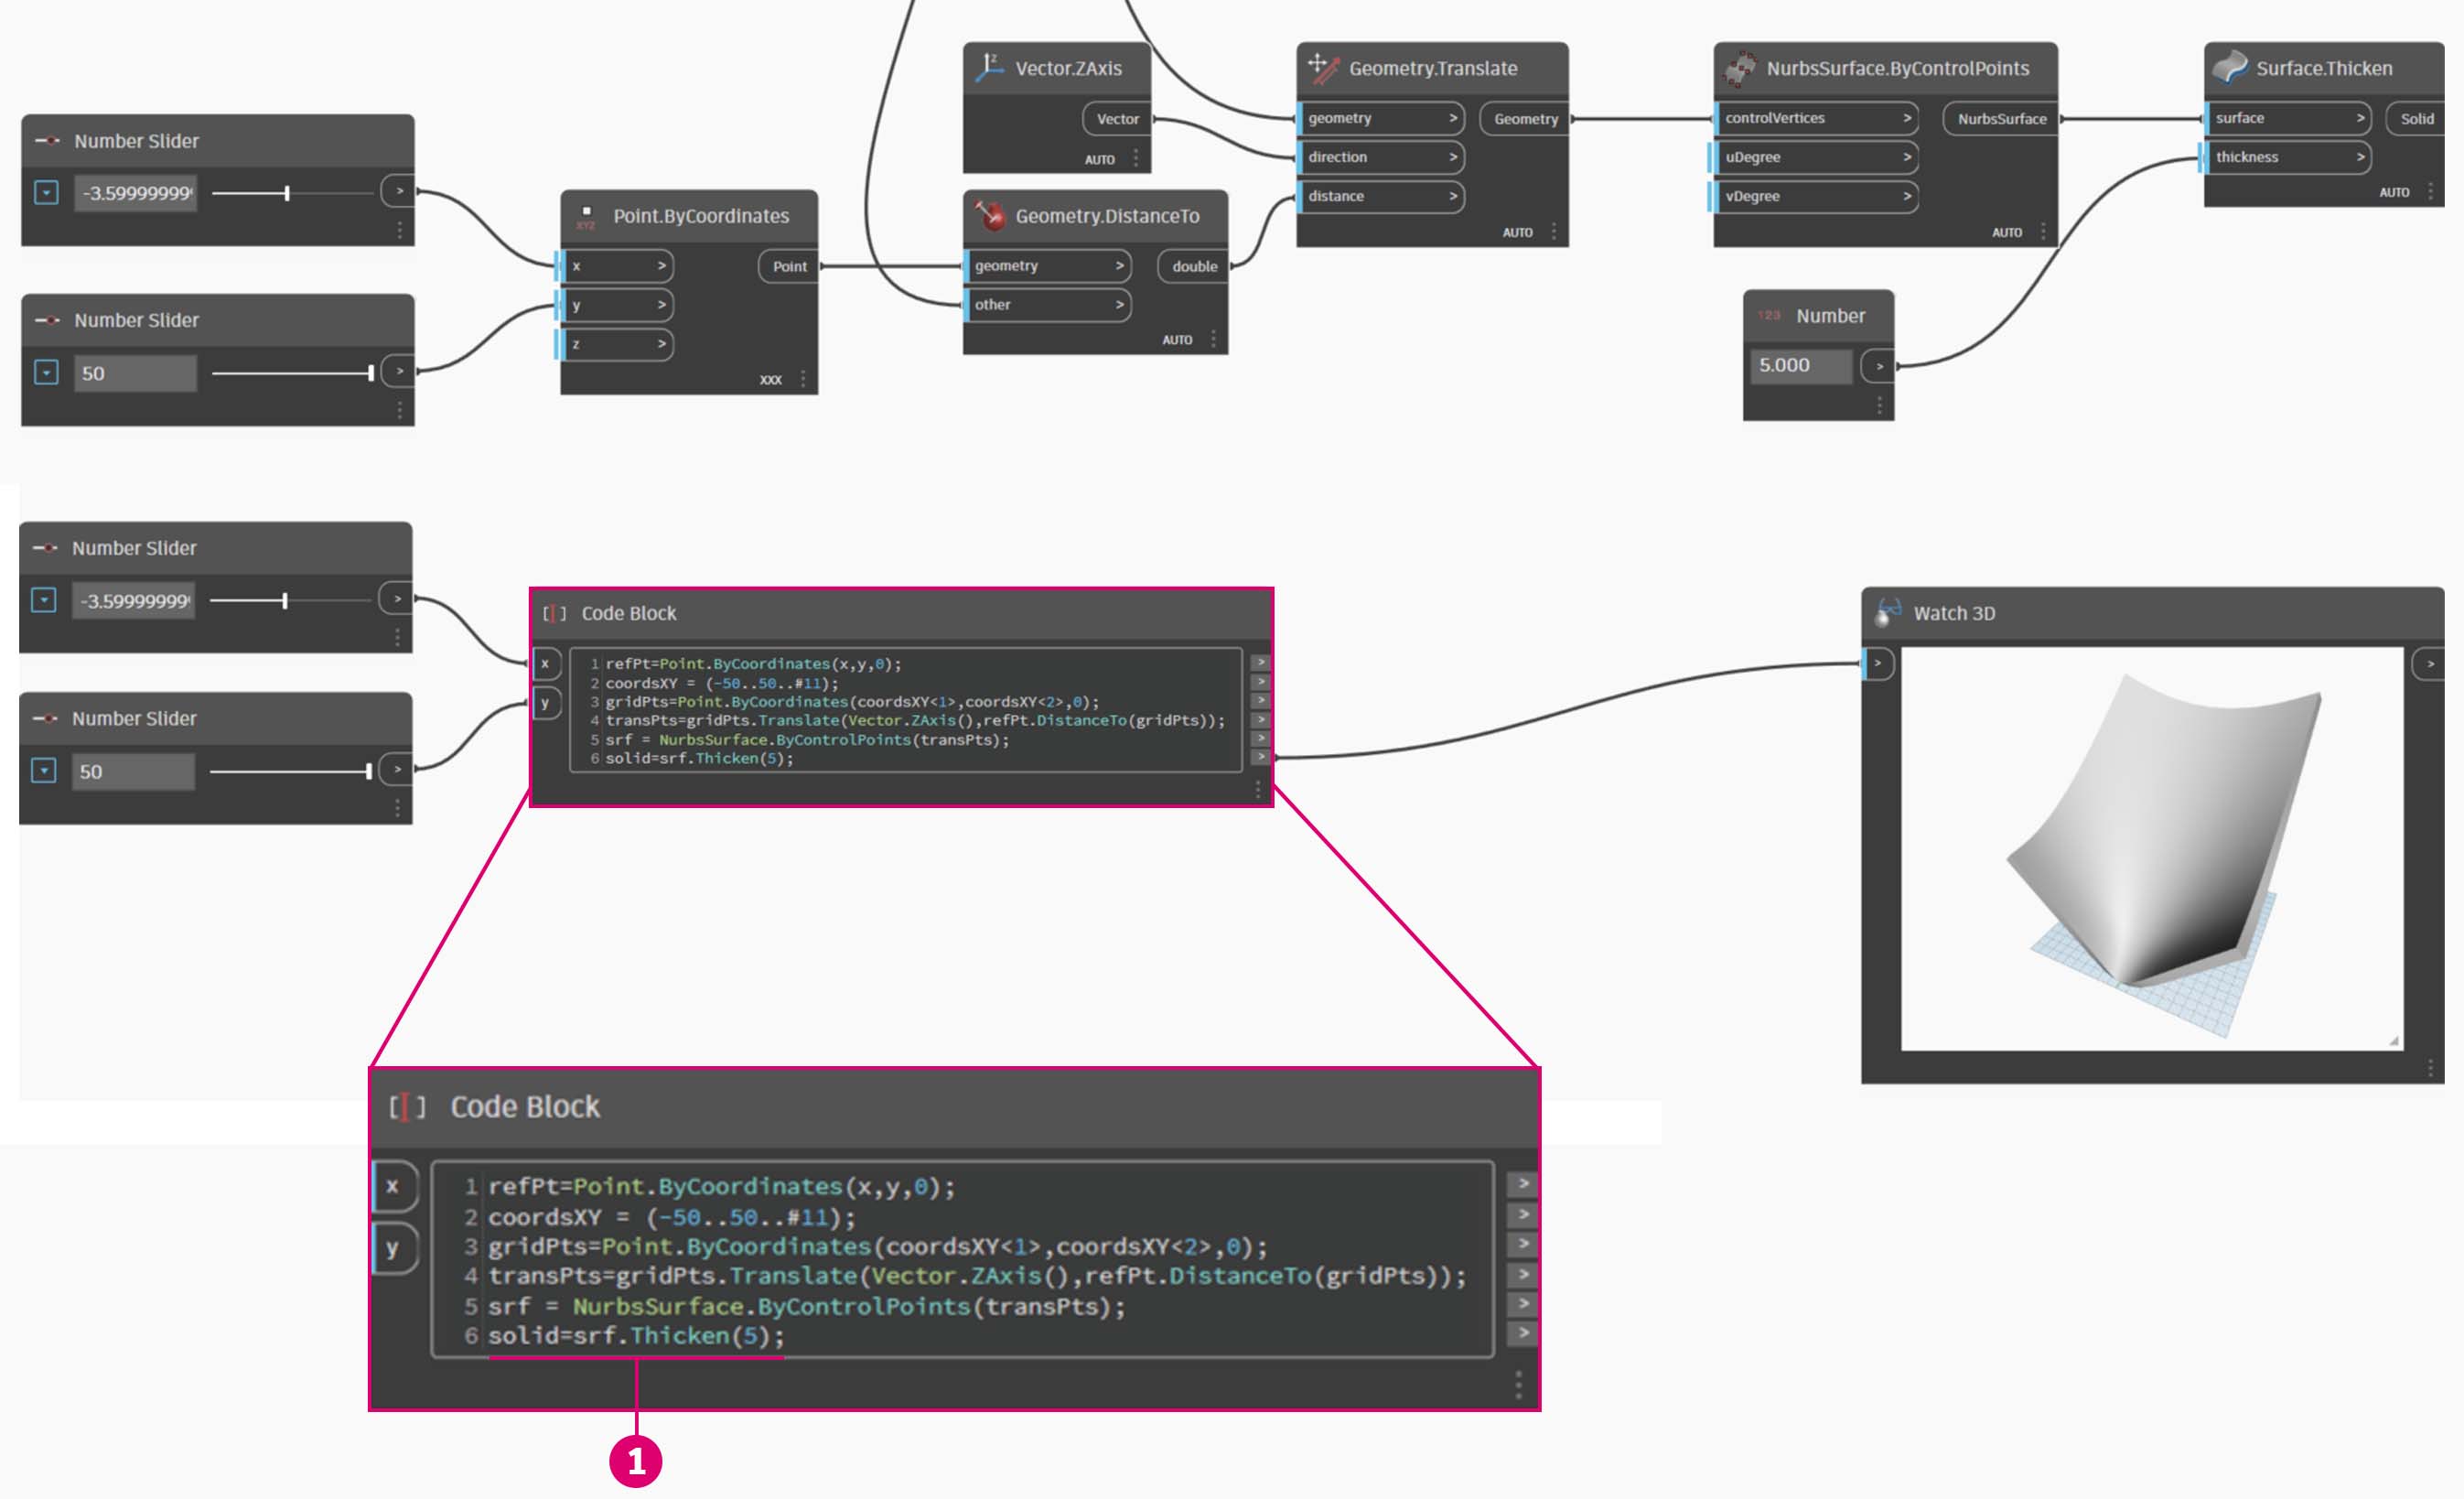 Vector.ZAxis
Vector
AUTO
Geometry.Translate
geometry > Geometry
direction >
distance >
AUTO
NurbsSurface.ByControlPoints
controlVertices > NurbsSurface
uDegree >
vDegree >
AUTO
Surface.Thicken
surface > Solid
thickness >
AUTO
Number Slider
-3.59999999 >
Number Slider
50 >
XYZ
Point.ByCoordinates
x > Point
y >
z >
XXX
Geometry.DistanceTo
geometry > double
other >
AUTO
123 Number
5.000 >
Number Slider
-3.59999999 >
Number Slider
50 >
[I] Code Block
x
y
1 refPt=Point.ByCoordinates(x,y,0); >
2 coordsXY = (-50..50..#11); >
3 gridPts=Point.ByCoordinates(coordsXY<1>,coordsXY<2>,0); >
4 transPts=gridPts.Translate(Vector.ZAxis(),refPt.DistanceTo(gridPts)); >
5 srf = NurbsSurface.ByControlPoints(transPts); >
6 solid=srf.Thicken(5); >
Watch 3D
> >
[I] Code Block
x
y
1 refPt=Point.ByCoordinates(x,y,0); >
2 coordsXY = (-50..50..#11); >
3 gridPts=Point.ByCoordinates(coordsXY<1>,coordsXY<2>,0); >
4 transPts=gridPts.Translate(Vector.ZAxis(),refPt.DistanceTo(gridPts)); >
5 srf = NurbsSurface.ByControlPoints(transPts); >
6 solid=srf.Thicken(5); >
1